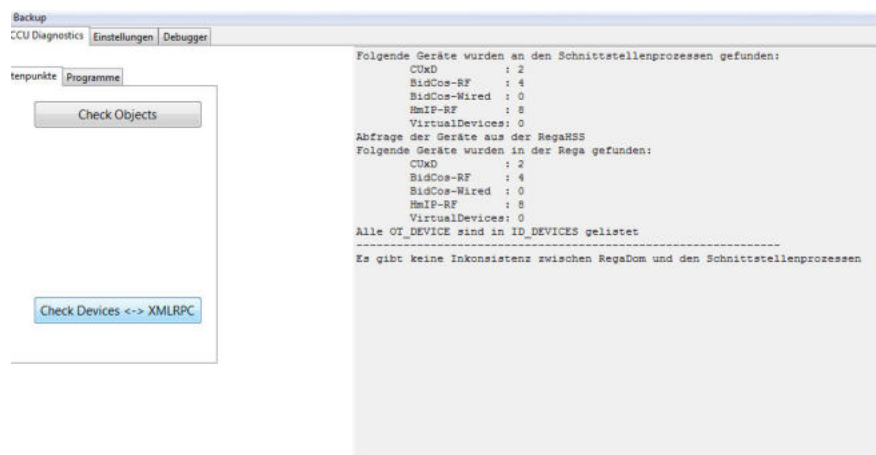 Backup
CCU Diagnostics Einstellungen Debugger
tenpunkte Programme
Check Objects
Check Devices <-> XMLRPC
Folgende Geräte wurden an den Schnittstellenprozessen gefunden:
CUxD : 2
BidCos-RF : 4
BidCos-Wired : 0
HmIP-RF : 8
VirtualDevices: 0
Abfrage der Geräte aus der RegaHSS
Folgende Geräte wurden in der Rega gefunden:
CUxD : 2
BidCos-RF : 4
BidCos-Wired : 0
HmIP-RF : 8
VirtualDevices: 0
Alle OT_DEVICE sind in ID_DEVICES gelistet
---------------------------------------------------------------
Es gibt keine Inkonsistenz zwischen RegaDom und den Schnittstellenprozessen